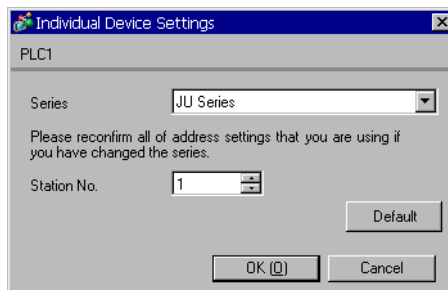 Individual Device Settings
PLC1
Series
JU Series
Please reconfirm all of address settings that you are using if
you have changed the series.
Station No.
1
Default
OK (O)
Cancel